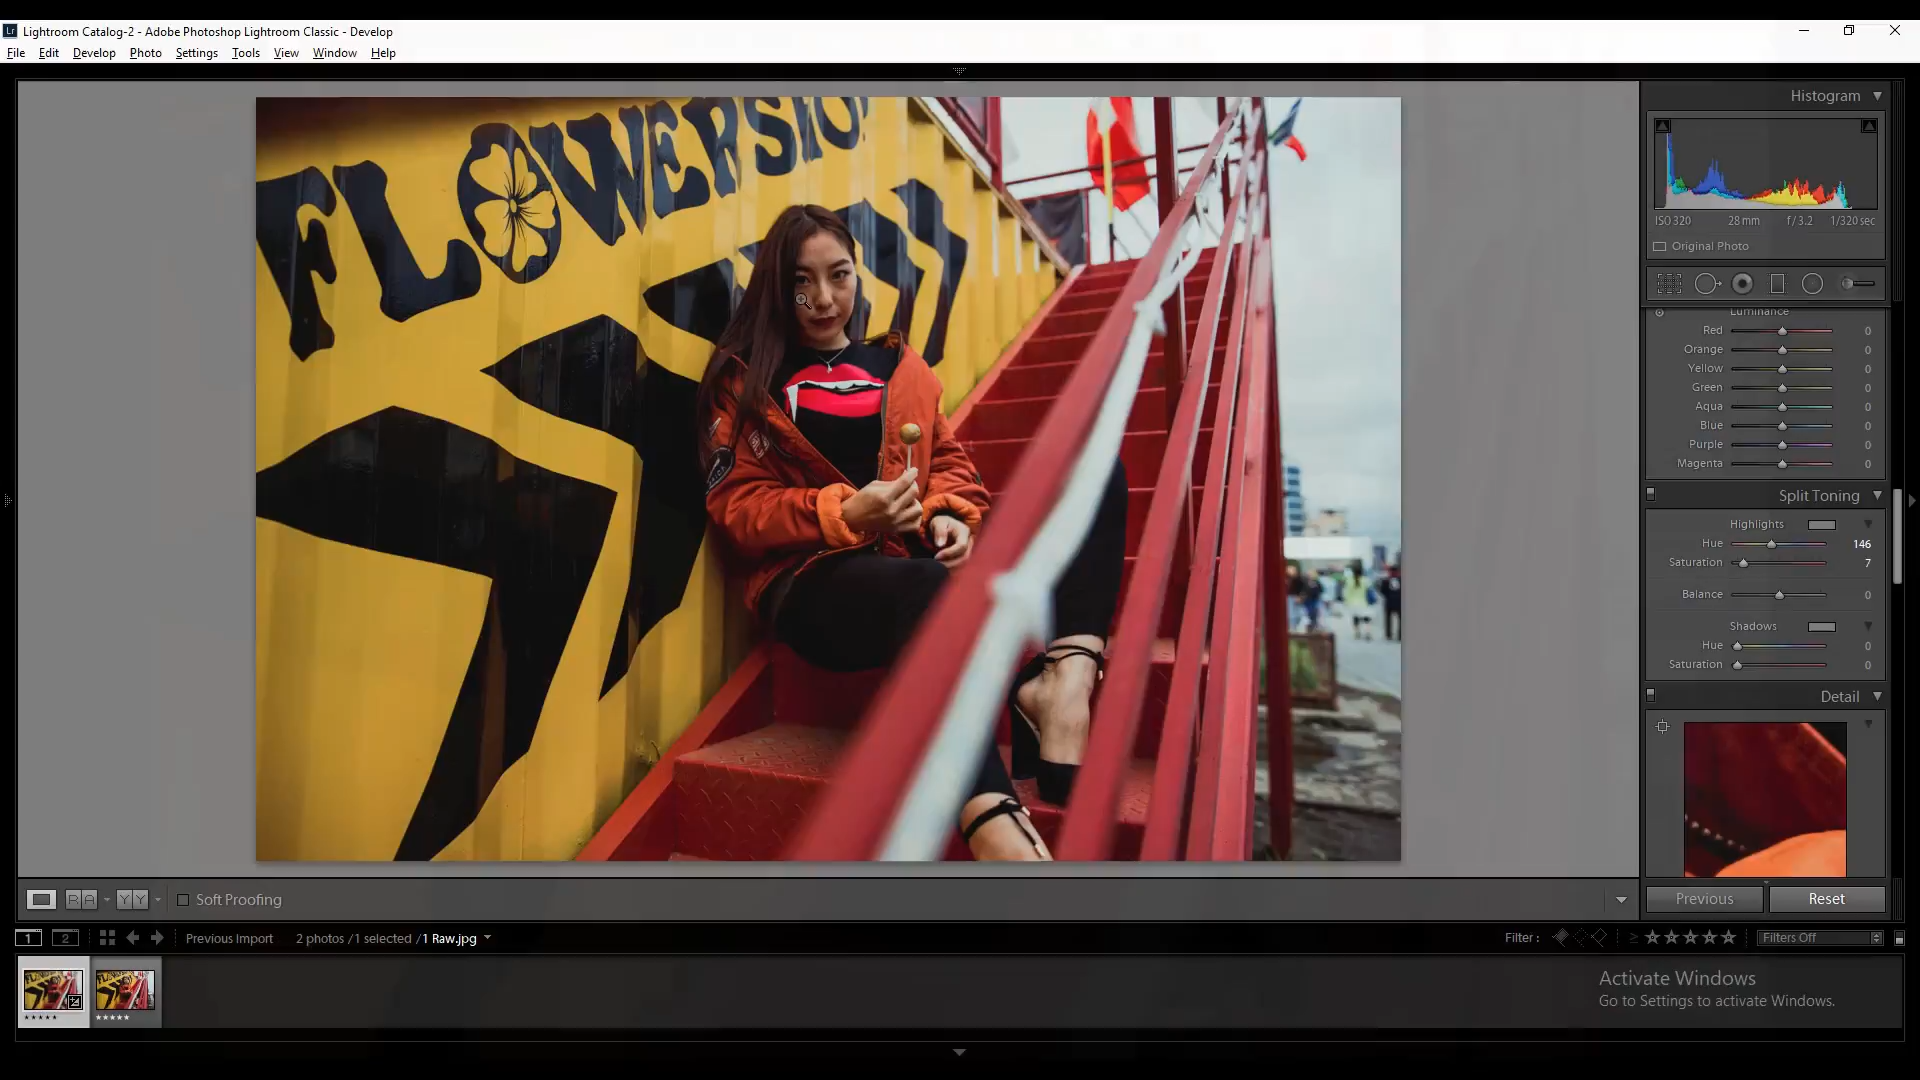 Lightroom Catalog-2 - Adobe Photoshop Lightroom Classic - Develop
File Edit Develop Photo Settings Tools View Window Help
Histogram
ISO 320 28 mm f / 3.2 1/320 sec
Original Photo
Luminance
Red 0
Orange 0
Yellow 0
Green 0
Aqua 0
Blue 0
Purple 0
Magenta 0
Split Toning
Highlights
Hue 146
Saturation 7
Balance 0
Shadows
Hue 0
Saturation 0
Detail
Previous Reset
FLOWERSHO
R A Y Y Soft Proofing
1 2 Previous Import 2 photos / 1 selected / 1 Raw.jpg Filter : Filters Off
Activate Windows
Go to Settings to activate Windows.